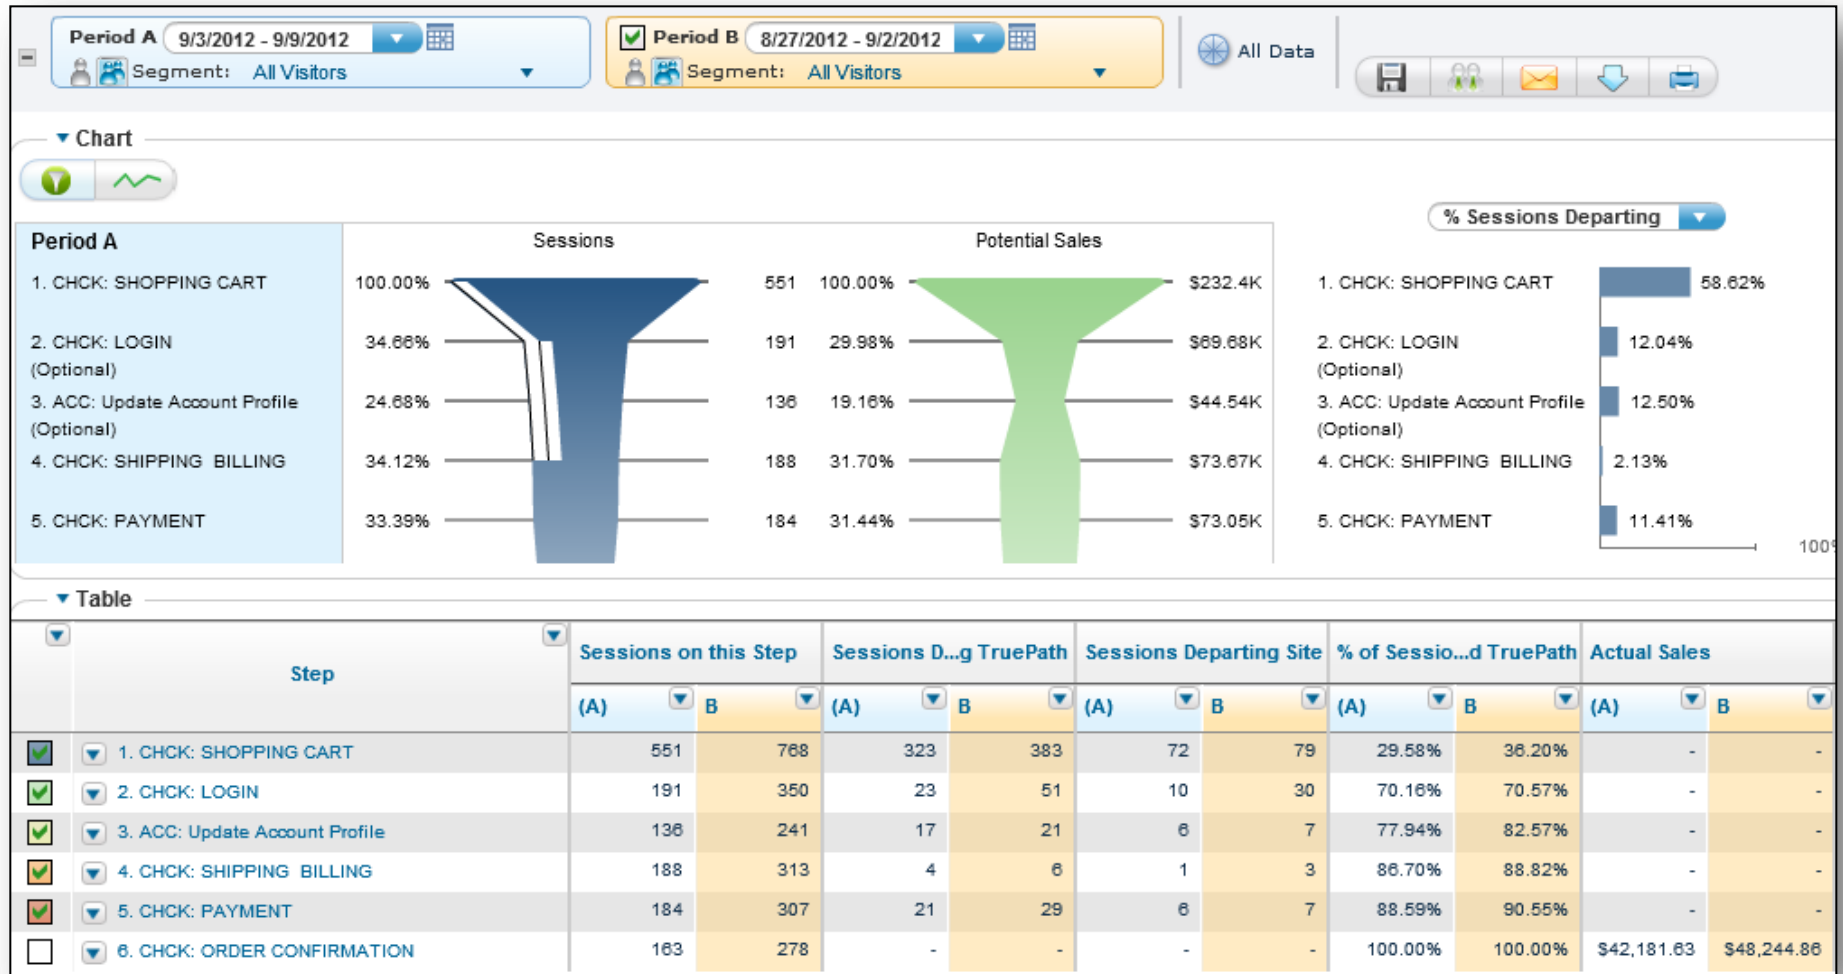 Period A 9/3/2012 - 9/9/2012
Segment: All Visitors
Period B 8/27/2012 - 9/2/2012
Segment: All Visitors
All Data
Chart
% Sessions Departing
Period A Sessions Potential Sales
1. CHCK: SHOPPING CART 100.00% 551 100.00% $232.4K 1. CHCK: SHOPPING CART 58.62%
2. CHCK: LOGIN 34.66% 191 29.98% $69.68K 2. CHCK: LOGIN 12.04%
(Optional) (Optional)
3. ACC: Update Account Profile 24.68% 136 19.16% $44.54K 3. ACC: Update Account Profile 12.50%
(Optional) (Optional)
4. CHCK: SHIPPING BILLING 34.12% 188 31.70% $73.67K 4. CHCK: SHIPPING BILLING 2.13%
5. CHCK: PAYMENT 33.39% 184 31.44% $73.05K 5. CHCK: PAYMENT 11.41%
100%
Table
Step Sessions on this Step Sessions D...g TruePath Sessions Departing Site % of Sessio...d TruePath Actual Sales
(A) B (A) B (A) B (A) B (A) B
1. CHCK: SHOPPING CART 551 768 323 383 72 79 29.58% 36.20% - -
2. CHCK: LOGIN 191 350 23 51 10 30 70.16% 70.57% - -
3. ACC: Update Account Profile 136 241 17 21 6 7 77.94% 82.57% - -
4. CHCK: SHIPPING BILLING 188 313 4 6 1 3 86.70% 88.82% - -
5. CHCK: PAYMENT 184 307 21 29 6 7 88.59% 90.55% - -
6. CHCK: ORDER CONFIRMATION 163 278 - - - - 100.00% 100.00% $42,181.63 $48,244.86